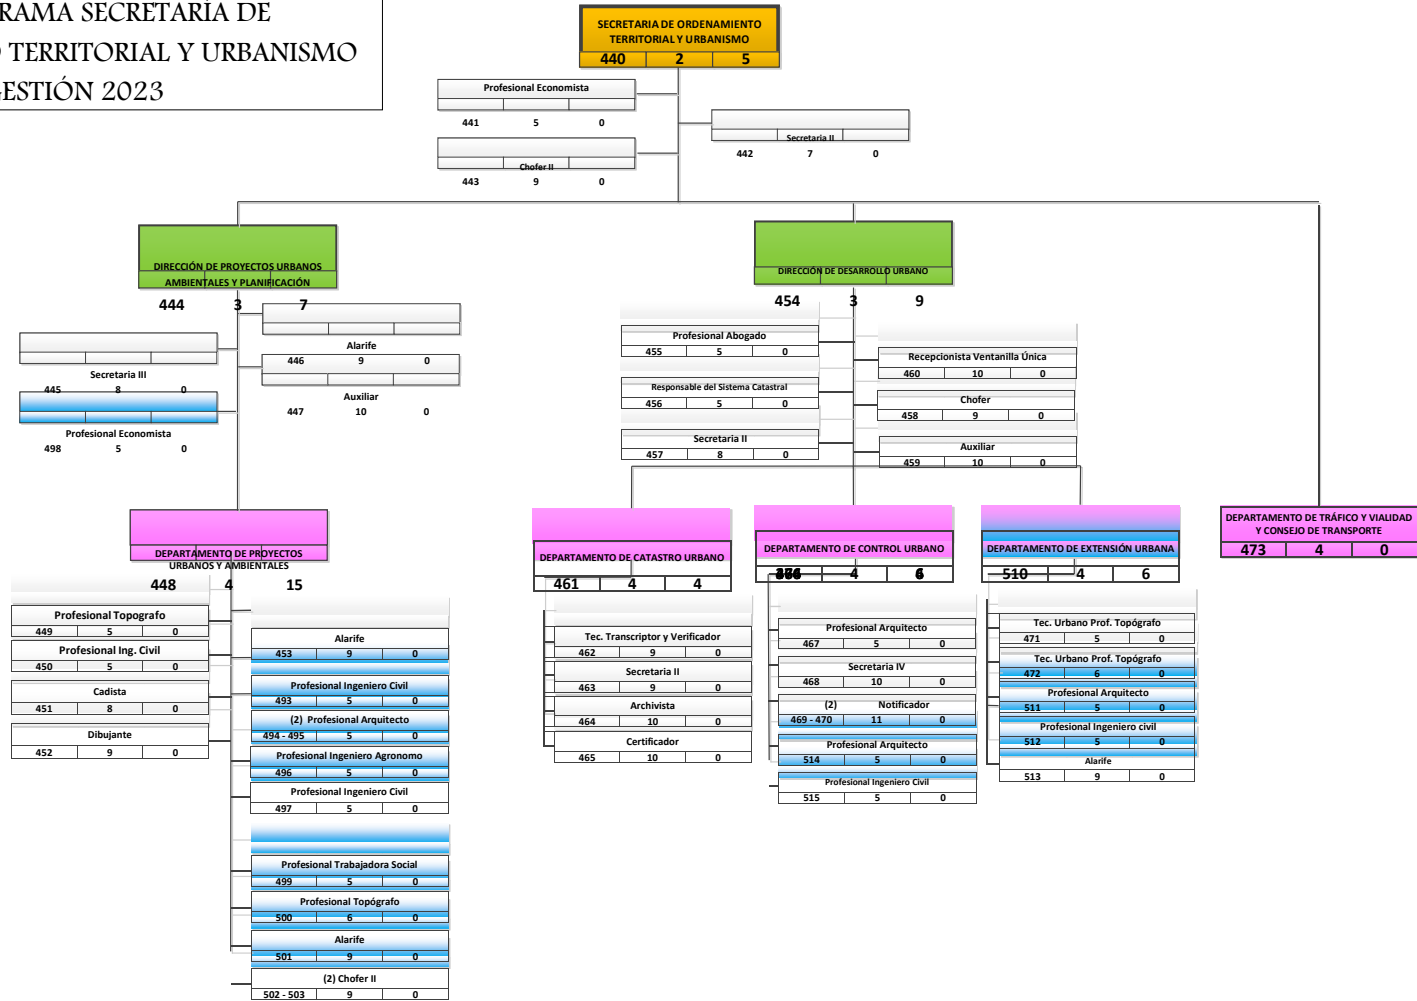 RAMA SECRETARÍA DE
TERRITORIAL Y URBANISMO
GESTIÓN 2023
SECRETARIA DE ORDENAMIENTO
TERRITORIAL Y URBANISMO
440 2 5
Profesional Economista
441 5 0
Secretaria II
442 7 0
Chofer II
443 9 0
DIRECCIÓN DE PROYECTOS URBANOS
AMBIENTALES Y PLANIFICACIÓN
444 3 7
Alarife
446 9 0
Secretaria III
445 8 0
Auxiliar
447 10 0
Profesional Economista
498 5 0
DIRECCIÓN DE DESARROLLO URBANO
454 3 9
Profesional Abogado
455 5 0
Recepcionista Ventanilla Única
460 10 0
Responsable del Sistema Catastral
456 5 0
Chofer
458 9 0
Secretaria II
457 8 0
Auxiliar
459 10 0
DEPARTAMENTO DE PROYECTOS
URBANOS Y AMBIENTALES
448 4 15
Profesional Topografo
449 5 0
Profesional Ing. Civil
450 5 0
Cadista
451 8 0
Dibujante
452 9 0
Alarife
453 9 0
Profesional Ingeniero Civil
493 5 0
(2) Profesional Arquitecto
494 - 495 5 0
Profesional Ingeniero Agronomo
496 5 0
Profesional Ingeniero Civil
497 5 0
Profesional Trabajadora Social
499 5 0
Profesional Topógrafo
500 6 0
Alarife
501 9 0
(2) Chofer II
502 - 503 9 0
DEPARTAMENTO DE CATASTRO URBANO
461 4 4
Tec. Transcriptor y Verificador
462 9 0
Secretaria II
463 9 0
Archivista
464 10 0
Certificador
465 10 0
DEPARTAMENTO DE CONTROL URBANO
4
Profesional Arquitecto
467 5 0
Secretaria IV
468 10 0
(2) Notificador
469 - 470 11 0
Profesional Arquitecto
514 5 0
Profesional Ingeniero Civil
515 5 0
DEPARTAMENTO DE EXTENSIÓN URBANA
510 4 6
Tec. Urbano Prof. Topógrafo
471 5 0
Tec. Urbano Prof. Topógrafo
472 6 0
Profesional Arquitecto
511 5 0
Profesional Ingeniero civil
512 5 0
Alarife
513 9 0
DEPARTAMENTO DE TRÁFICO Y VIALIDAD
Y CONSEJO DE TRANSPORTE
473 4 0